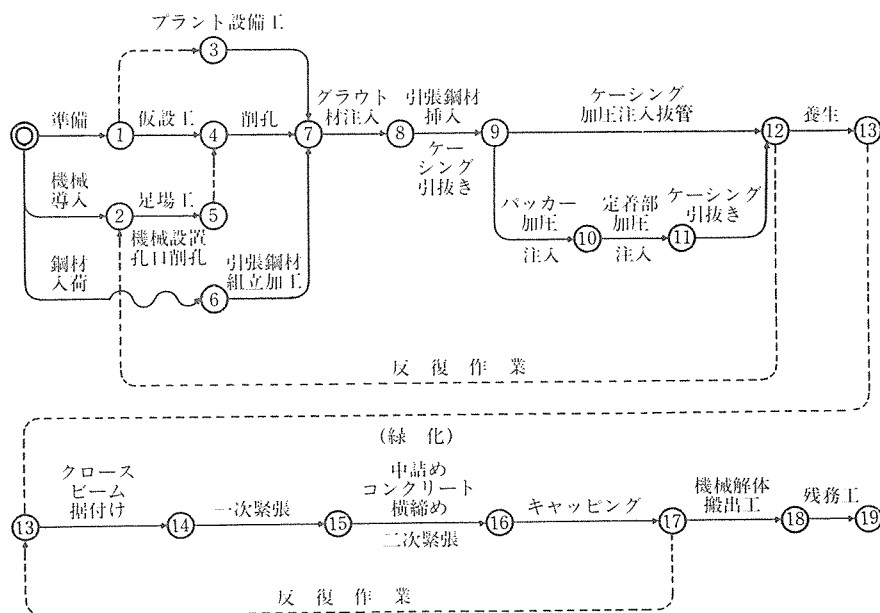 プラント設備工
③
準備
①
仮設工
④
削孔
⑦
グラウト
材注入
⑧
引張鋼材
挿入
ケー
シング
引抜き
⑨
ケーシング
加圧注入抜管
⑫
養生
⑬
機械
導入
②
足場工
⑤
機械設置
孔口削孔
パッカー
加圧
注入
⑩
定着部
加圧
注入
⑪
ケーシング
引抜き
鋼材
入荷
⑥
引張鋼材
組立加工
反復作業
(緑化)
⑬
クロース
ビーム
据付け
⑭
一次緊張
⑮
中詰め
コンクリート
横締め
二次緊張
⑯
キャッピング
⑰
機械解体
搬出工
⑱
残務工
⑲
反復作業